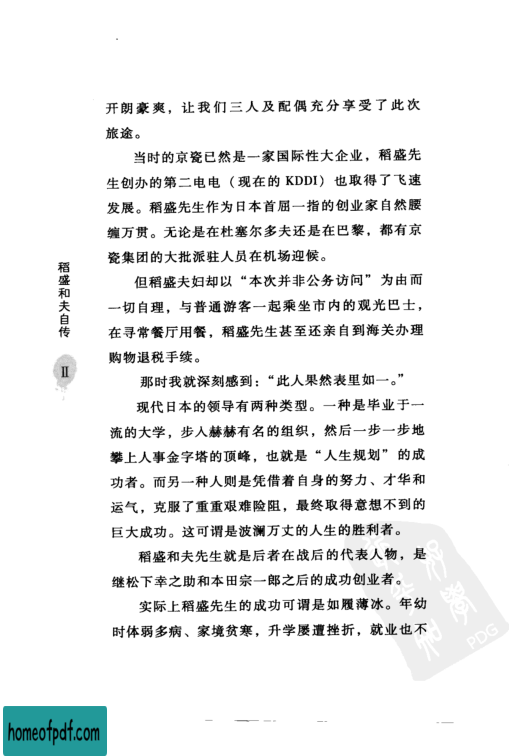 开朗豪爽，让我们三人及配偶充分享受了此次
旅途。
当时的京瓷已然是一家国际性大企业，稻盛先
生创办的第二电电（现在的 KDDI）也取得了飞速
发展。稻盛先生作为日本首屈一指的创业家自然腰
缠万贯。无论是在杜塞尔多夫还是在巴黎，都有京
瓷集团的大批派驻人员在机场迎候。
但稻盛夫妇却以“本次并非公务访问”为由而
一切自理，与普通游客一起乘坐市内的观光巴士，
在寻常餐厅用餐，稻盛先生甚至还亲自到海关办理
购物退税手续。
那时我就深刻感到：“此人果然表里如一。”
现代日本的领导有两种类型。一种是毕业于一
流的大学，步入赫赫有名的组织，然后一步一步地
攀上人事金字塔的顶峰，也就是“人生规划”的成
功者。而另一种人则是凭借着自身的努力、才华和
运气，克服了重重艰难险阻，最终取得意想不到的
巨大成功。这可谓是波澜万丈的人生的胜利者。
稻盛和夫先生就是后者在战后的代表人物，是
继松下幸之助和本田宗一郎之后的成功创业者。
实际上稻盛先生的成功可谓是如履薄冰。年幼
时体弱多病、家境贫寒，升学屡遭挫折，就业也不
稻盛和夫自传
II
PDG
homeofpdf.com